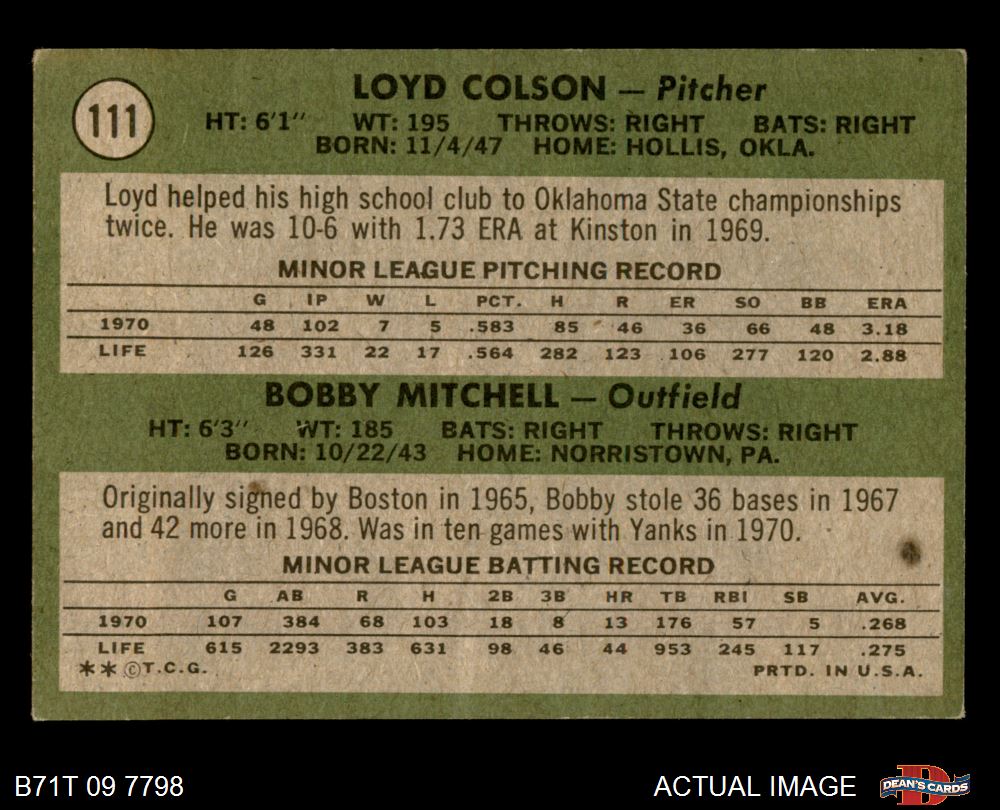 111
LOYD COLSON — Pitcher
HT: 6'1" WT: 195 THROWS: RIGHT BATS: RIGHT
BORN: 11/4/47 HOME: HOLLIS, OKLA.
Loyd helped his high school club to Oklahoma State championships
twice. He was 10-6 with 1.73 ERA at Kinston in 1969.
MINOR LEAGUE PITCHING RECORD
G IP W L PCT. H R ER SO BB ERA
1970 48 102 7 5 .583 85 46 36 66 48 3.18
LIFE 126 331 22 17 .564 282 123 106 277 120 2.88
BOBBY MITCHELL — Outfield
HT: 6'3" WT: 185 BATS: RIGHT THROWS: RIGHT
BORN: 10/22/43 HOME: NORRISTOWN, PA.
Originally signed by Boston in 1965, Bobby stole 36 bases in 1967
and 42 more in 1968. Was in ten games with Yanks in 1970.
MINOR LEAGUE BATTING RECORD
G AB R H 2B 3B HR TB RBI SB AVG.
1970 107 384 68 103 18 8 13 176 57 5 .268
LIFE 615 2293 383 631 98 46 44 953 245 117 .275
**©T.C.G. PRTD. IN U.S.A.
B71T 09 7798 ACTUAL IMAGE DEAN'S CARDS